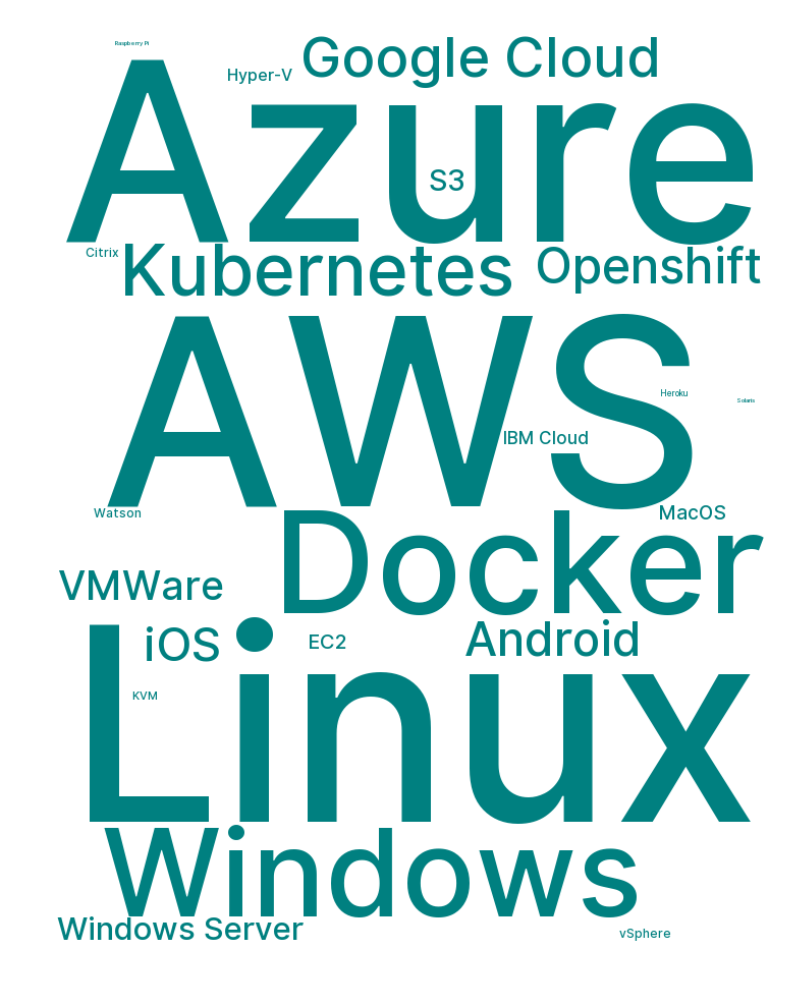 Raspberry Pi
Google Cloud
Hyper-V
Azure
S3
Citrix
Kubernetes
Openshift
AWS
Heroku
Solaris
IBM Cloud
Watson
MacOS
Docker
VMWare
iOS
EC2
Android
Linux
KVM
Windows
Windows Server
vSphere